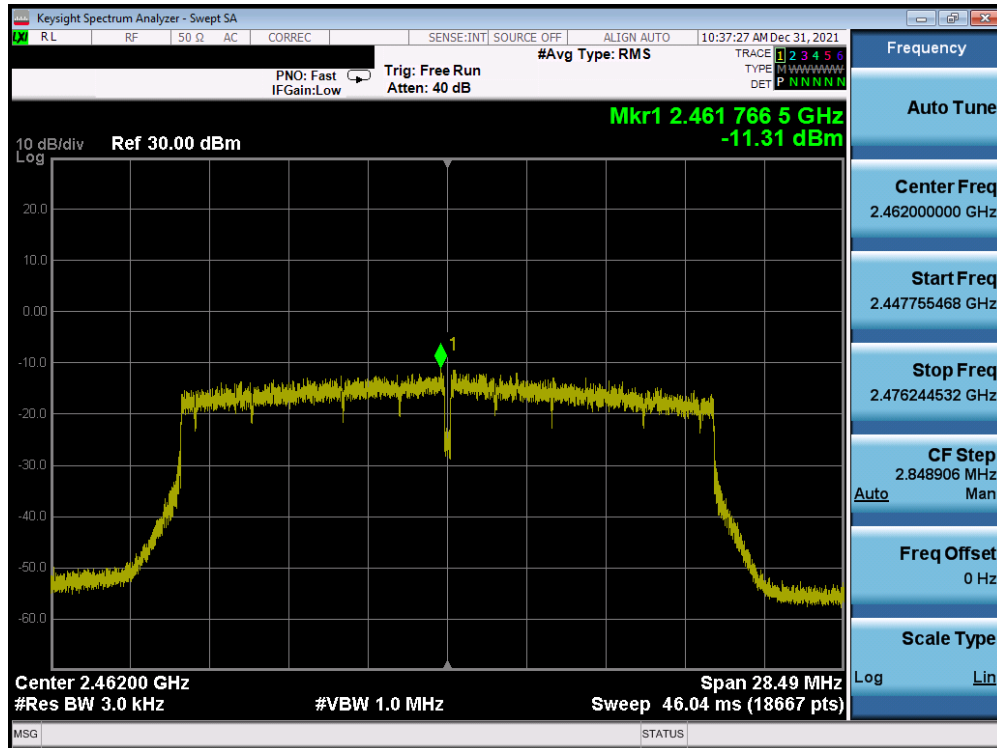 Keysight Spectrum Analyzer - Swept SA
LXI RL RF 50 Ω AC CORREC SENSE:INT SOURCE OFF ALIGN AUTO 10:37:27 AM Dec 31, 2021
#Avg Type: RMS
TRACE 1 2 3 4 5 6
PNO: Fast Trig: Free Run
TYPE M W W W W W
IFGain:Low Atten: 40 dB
DET P N N N N N
Mkr1 2.461 766 5 GHz
-11.31 dBm
10 dB/div Ref 30.00 dBm
Log
20.0
10.0
0.00
-10.0
-20.0
-30.0
-40.0
-50.0
-60.0
1
Center 2.46200 GHz Span 28.49 MHz
#Res BW 3.0 kHz #VBW 1.0 MHz Sweep 46.04 ms (18667 pts)
MSG STATUS
Frequency
Auto Tune
Center Freq
2.462000000 GHz
Start Freq
2.447755468 GHz
Stop Freq
2.476244532 GHz
CF Step
2.848906 MHz
Auto Man
Freq Offset
0 Hz
Scale Type
Log Lin